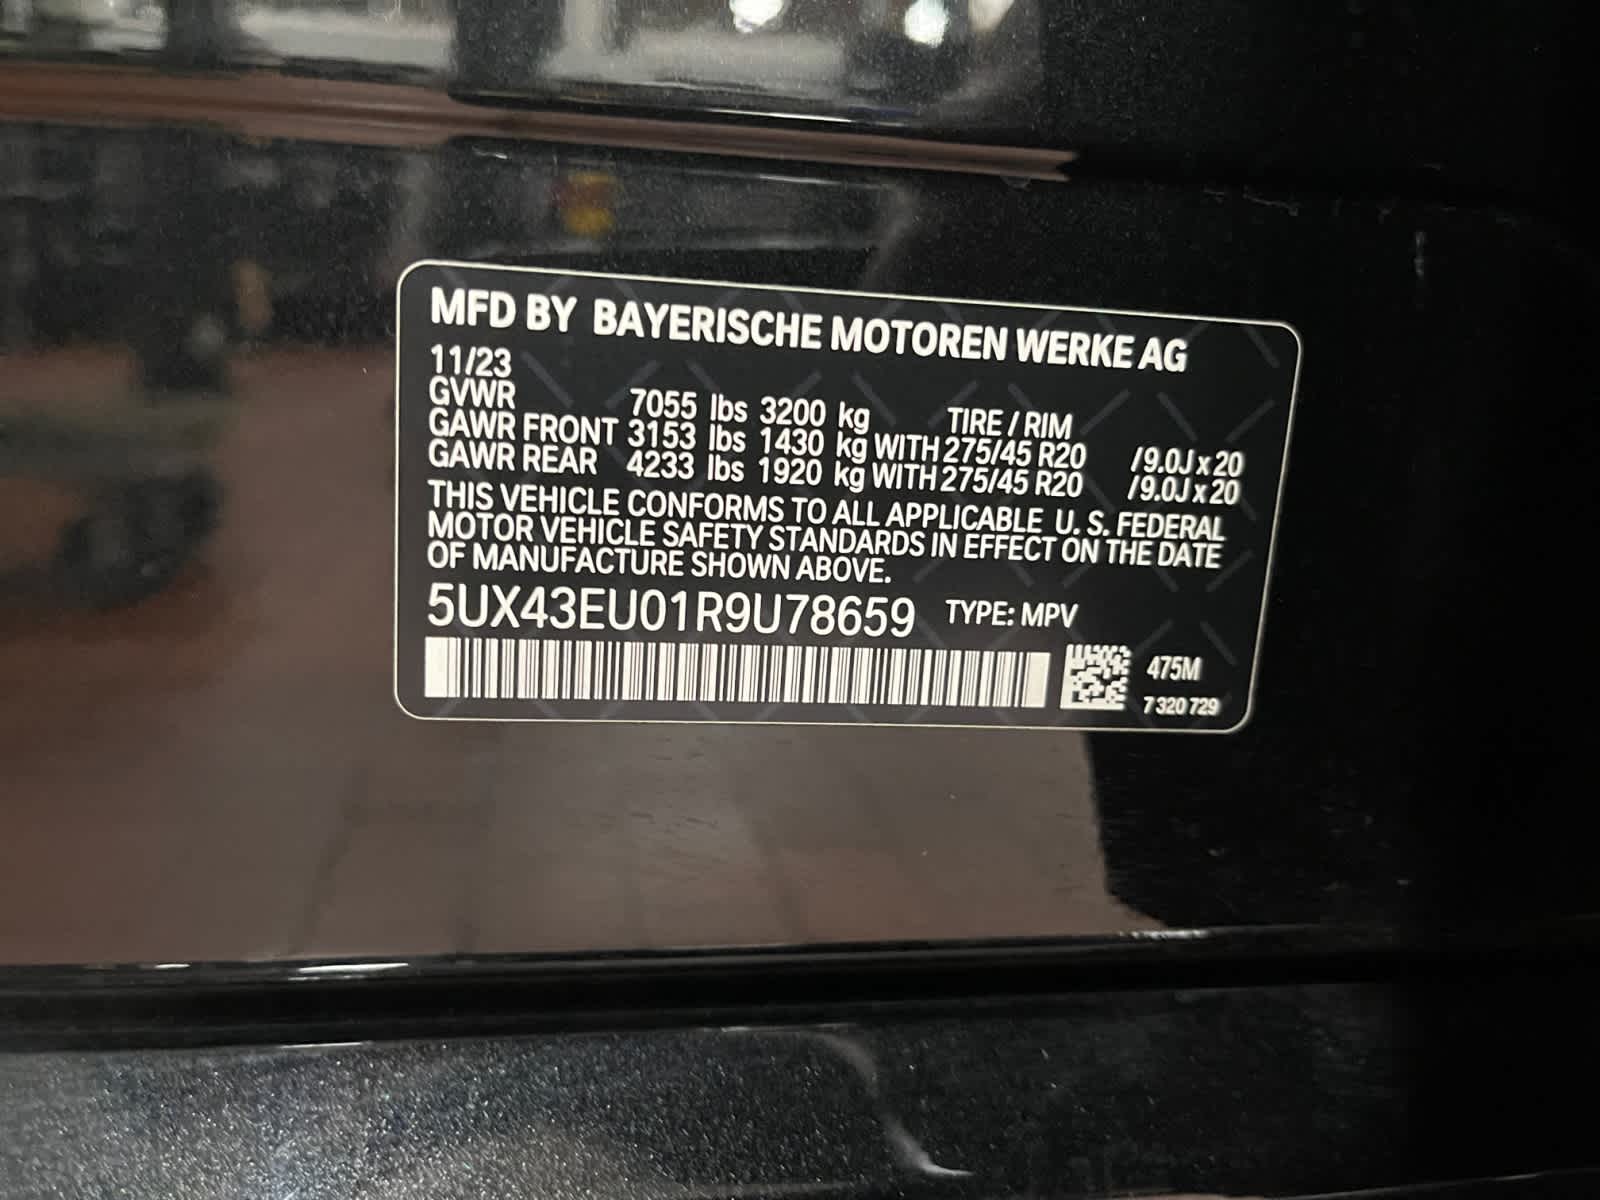 MFD BY BAYERISCHE MOTOREN WERKE AG
11/23
GVWR 7055 lbs 3200 kg TIRE / RIM
GAWR FRONT 3153 lbs 1430 kg WITH 275/45 R20 /9.0J x 20
GAWR REAR 4233 lbs 1920 kg WITH 275/45 R20 /9.0J x 20
THIS VEHICLE CONFORMS TO ALL APPLICABLE U. S. FEDERAL
MOTOR VEHICLE SAFETY STANDARDS IN EFFECT ON THE DATE
OF MANUFACTURE SHOWN ABOVE.
5UX43EU01R9U78659 TYPE: MPV
475M
7 320 729